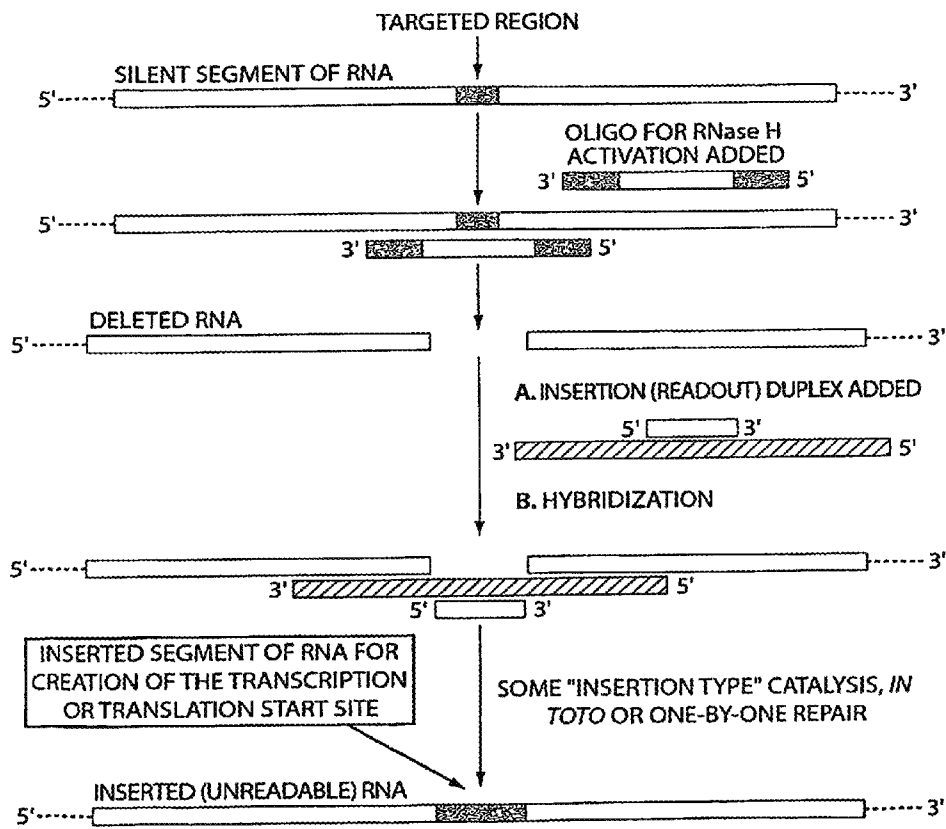 TARGETED REGION
SILENT SEGMENT OF RNA
5' 3'
OLIGO FOR RNase H
ACTIVATION ADDED
3' 5'
5' 3'
3' 5'
DELETED RNA
5' 3'
A. INSERTION (READOUT) DUPLEX ADDED
5' 3'
3' 5'
B. HYBRIDIZATION
5' 3'
3' 5'
5' 3'
INSERTED SEGMENT OF RNA FOR
CREATION OF THE TRANSCRIPTION
OR TRANSLATION START SITE
SOME "INSERTION TYPE" CATALYSIS, IN
TOTO OR ONE-BY-ONE REPAIR
INSERTED (UNREADABLE) RNA
5' 3'